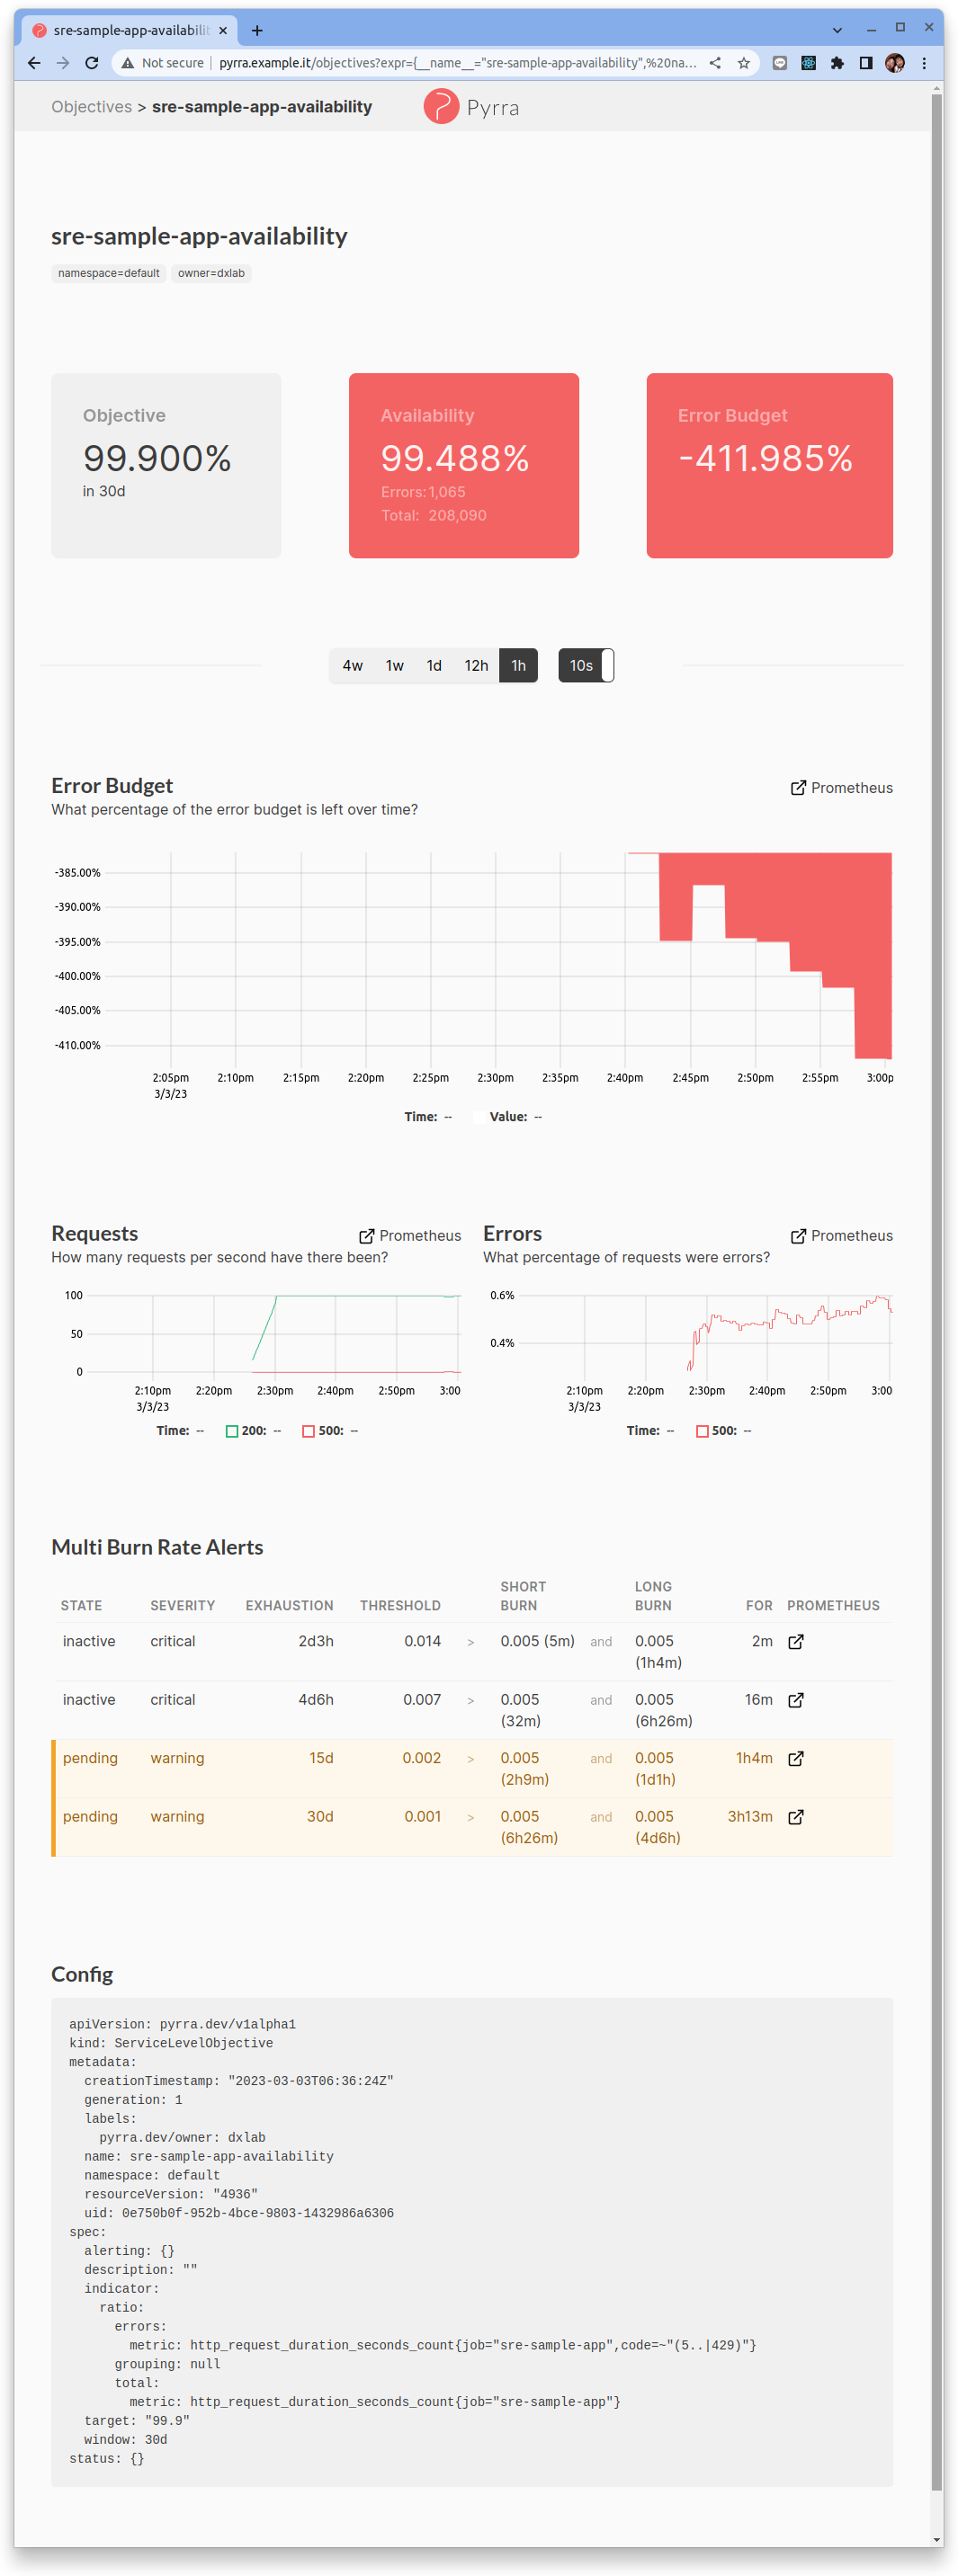 sre-sample-app-availabilit
Not secure | pyrra.example.it/objectives?expr={__name__="sre-sample-app-availability",%20na...
Objectives > sre-sample-app-availability
Pyrra
sre-sample-app-availability
namespace=default owner=dxlab
Objective
99.900%
in 30d
Availability
99.488%
Errors: 1,065
Total: 208,090
Error Budget
-411.985%
4w 1w 1d 12h 1h 10s
Error Budget
Prometheus
What percentage of the error budget is left over time?
-385.00%
-390.00%
-395.00%
-400.00%
-405.00%
-410.00%
2:05pm 2:10pm 2:15pm 2:20pm 2:25pm 2:30pm 2:35pm 2:40pm 2:45pm 2:50pm 2:55pm 3:00p
3/3/23
Time: -- Value: --
Requests
Prometheus
How many requests per second have there been?
100
50
0
2:10pm 2:20pm 2:30pm 2:40pm 2:50pm 3:00
3/3/23
Time: -- 200: -- 500: --
Errors
Prometheus
What percentage of requests were errors?
0.6%
0.4%
2:10pm 2:20pm 2:30pm 2:40pm 2:50pm 3:00
3/3/23
Time: -- 500: --
Multi Burn Rate Alerts
STATE SEVERITY EXHAUSTION THRESHOLD SHORT BURN LONG BURN FOR PROMETHEUS
inactive critical 2d3h 0.014 > 0.005 (5m) and 0.005 (1h4m) 2m
inactive critical 4d6h 0.007 > 0.005 (32m) and 0.005 (6h26m) 16m
pending warning 15d 0.002 > 0.005 (2h9m) and 0.005 (1d1h) 1h4m
pending warning 30d 0.001 > 0.005 (6h26m) and 0.005 (4d6h) 3h13m
Config
apiVersion: pyrra.dev/v1alpha1
kind: ServiceLevelObjective
metadata:
  creationTimestamp: "2023-03-03T06:36:24Z"
  generation: 1
  labels:
    pyrra.dev/owner: dxlab
  name: sre-sample-app-availability
  namespace: default
  resourceVersion: "4936"
  uid: 0e750b0f-952b-4bce-9803-1432986a6306
spec:
  alerting: {}
  description: ""
  indicator:
    ratio:
      errors:
        metric: http_request_duration_seconds_count{job="sre-sample-app",code=~"(5..|429)"}
      grouping: null
      total:
        metric: http_request_duration_seconds_count{job="sre-sample-app"}
  target: "99.9"
  window: 30d
status: {}